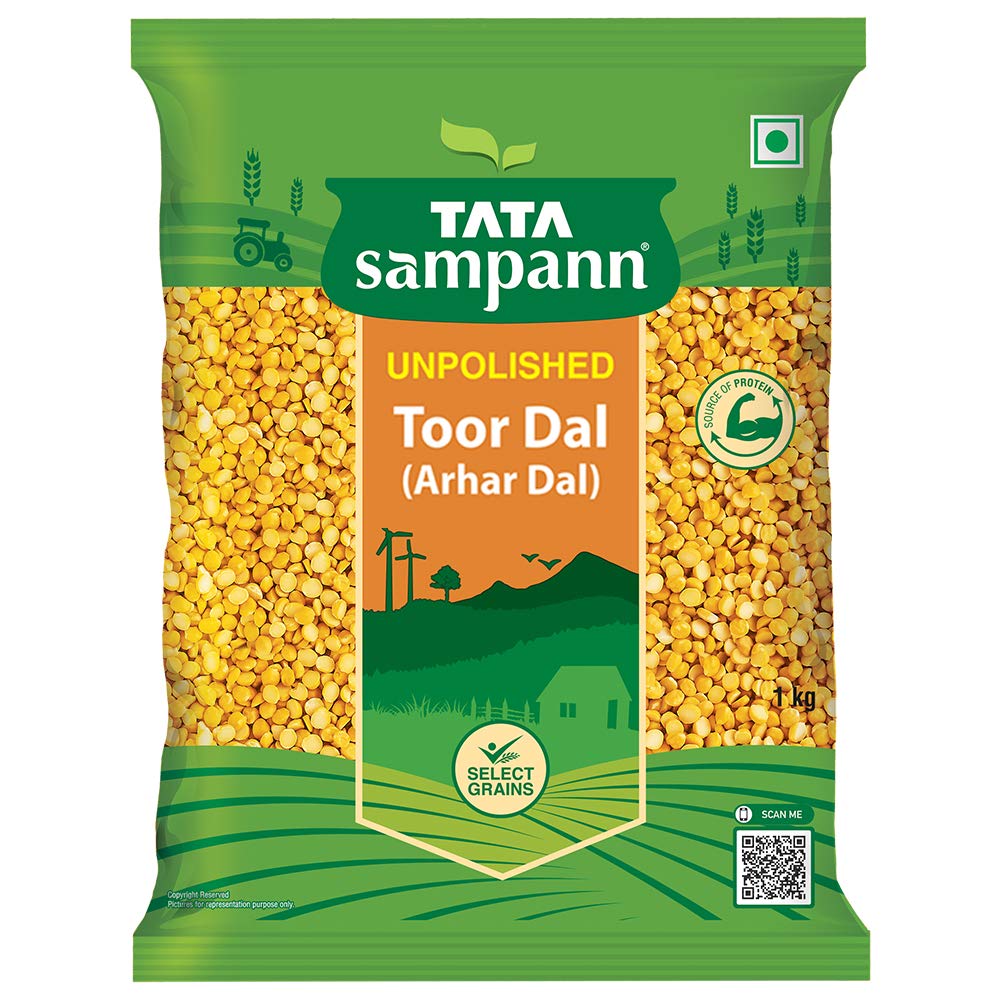 TATA
sampann®
UNPOLISHED
Toor Dal
(Arhar Dal)
SOURCE OF PROTEIN
1 kg
SELECT
GRAINS
SCAN ME
Copyright Reserved
Pictures for representation purpose only.